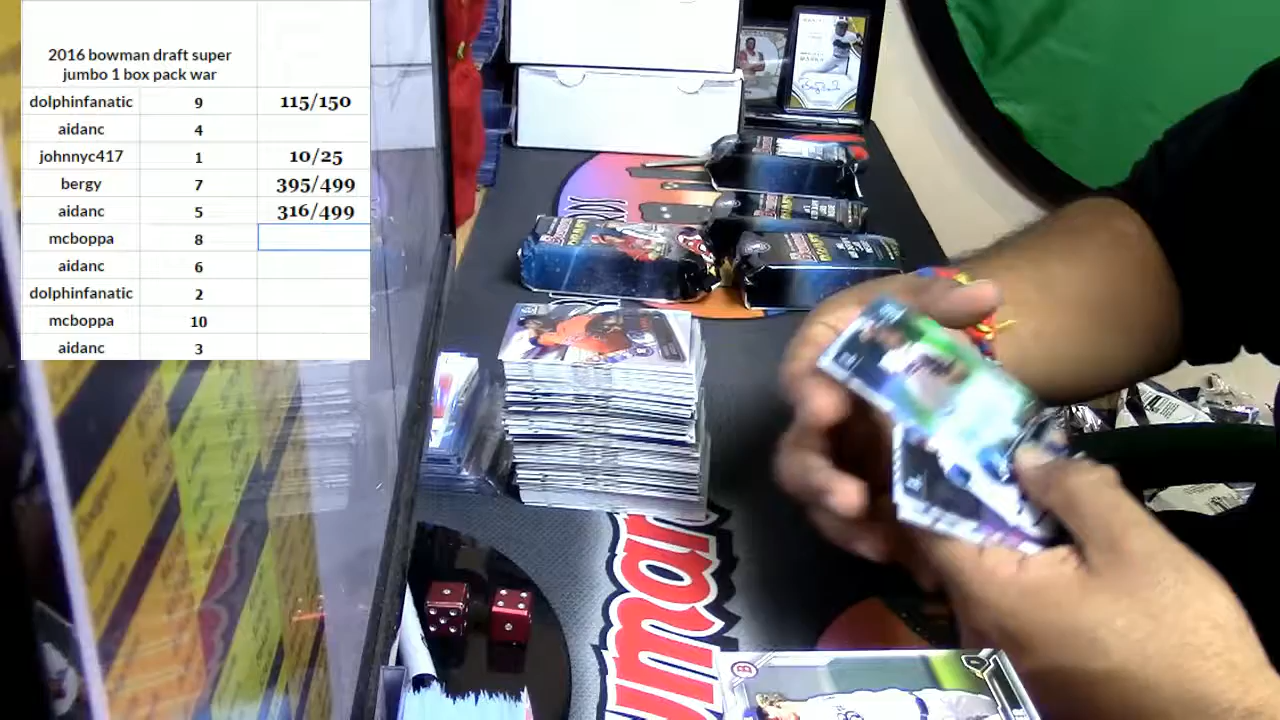 2016 bowman draft super
jumbo 1 box pack war
dolphinfanatic 9 115/150
aidanc 4
johnnyc417 1 10/25
bergy 7 395/499
aidanc 5 316/499
mcboppa 8
aidanc 6
dolphinfanatic 2
mcboppa 10
aidanc 3